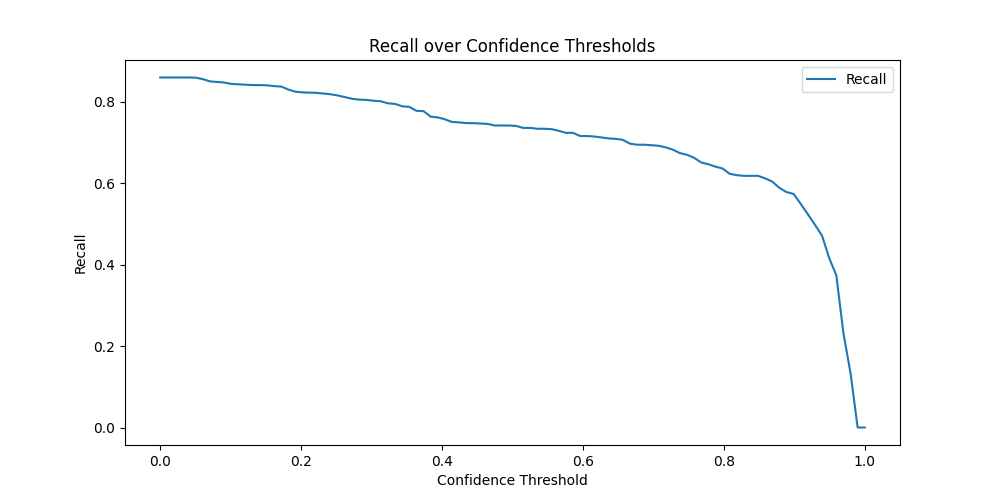 Recall over Confidence Thresholds
Recall
0.8
0.6
0.4
0.2
0.0
Recall
0.0 0.2 0.4 0.6 0.8 1.0
Confidence Threshold